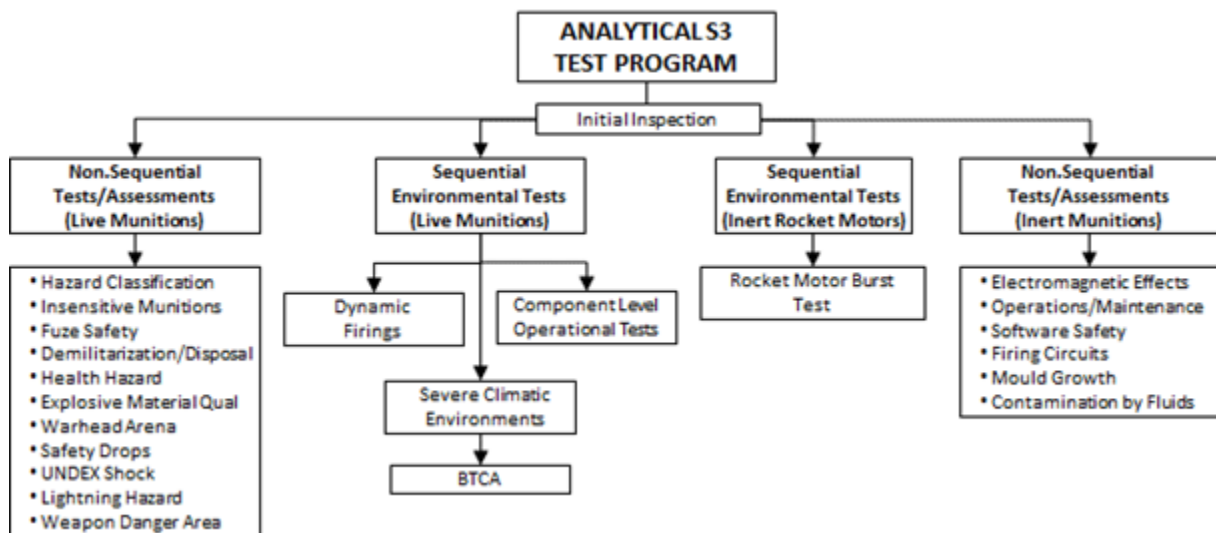 ANALYTICAL S3
TEST PROGRAM
Initial Inspection
Non.Sequential
Tests/Assessments
(Live Munitions)
• Hazard Classification
• Insensitive Munitions
• Fuze Safety
• Demilitarization/Disposal
• Health Hazard
• Explosive Material Qual
• Warhead Arena
• Safety Drops
• UNDEX Shock
• Lightning Hazard
• Weapon Danger Area
Sequential
Environmental Tests
(Live Munitions)
Dynamic
Firings
Component Level
Operational Tests
Severe Climatic
Environments
BTCA
Sequential
Environmental Tests
(Inert Rocket Motors)
Rocket Motor Burst
Test
Non.Sequential
Tests/Assessments
(Inert Munitions)
• Electromagnetic Effects
• Operations/Maintenance
• Software Safety
• Firing Circuits
• Mould Growth
• Contamination by Fluids